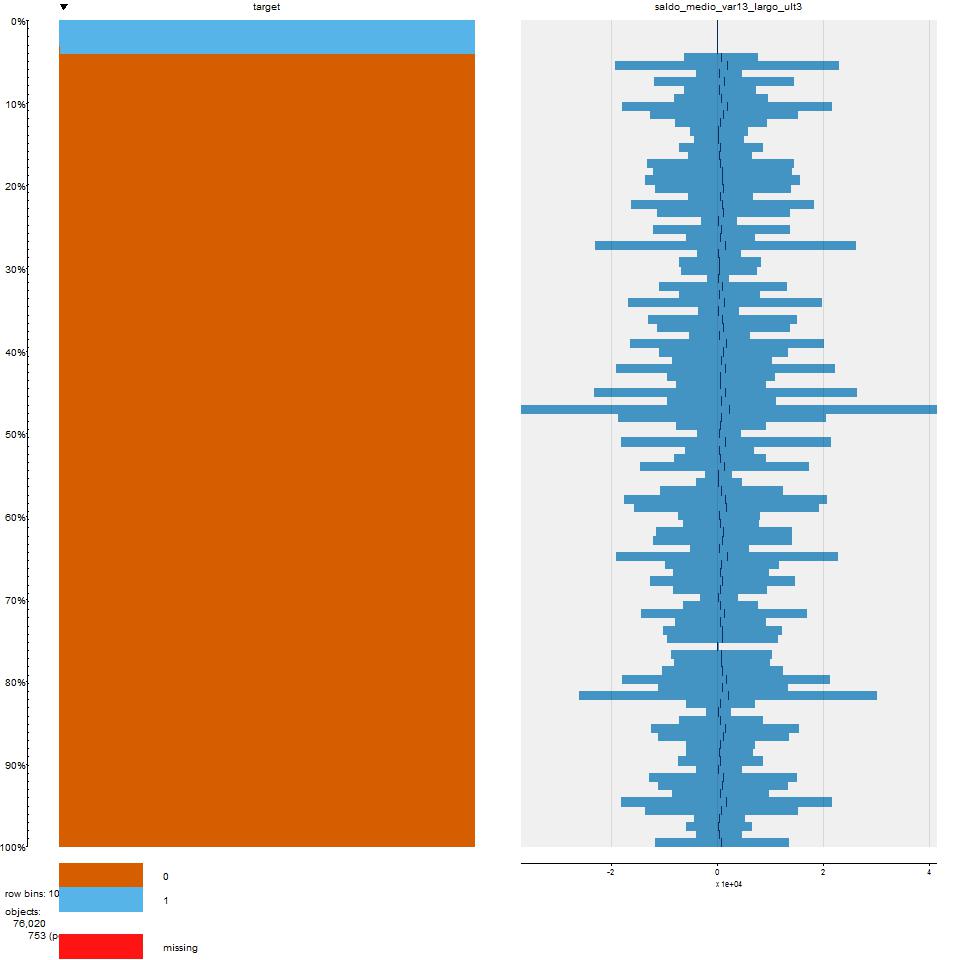 target
saldo_medio_var13_largo_ult3
0%
10%
20%
30%
40%
50%
60%
70%
80%
90%
100%
-2
0
2
4
x 1e+04
0
row bins: 10
1
objects:
76,020
753 (p
missing